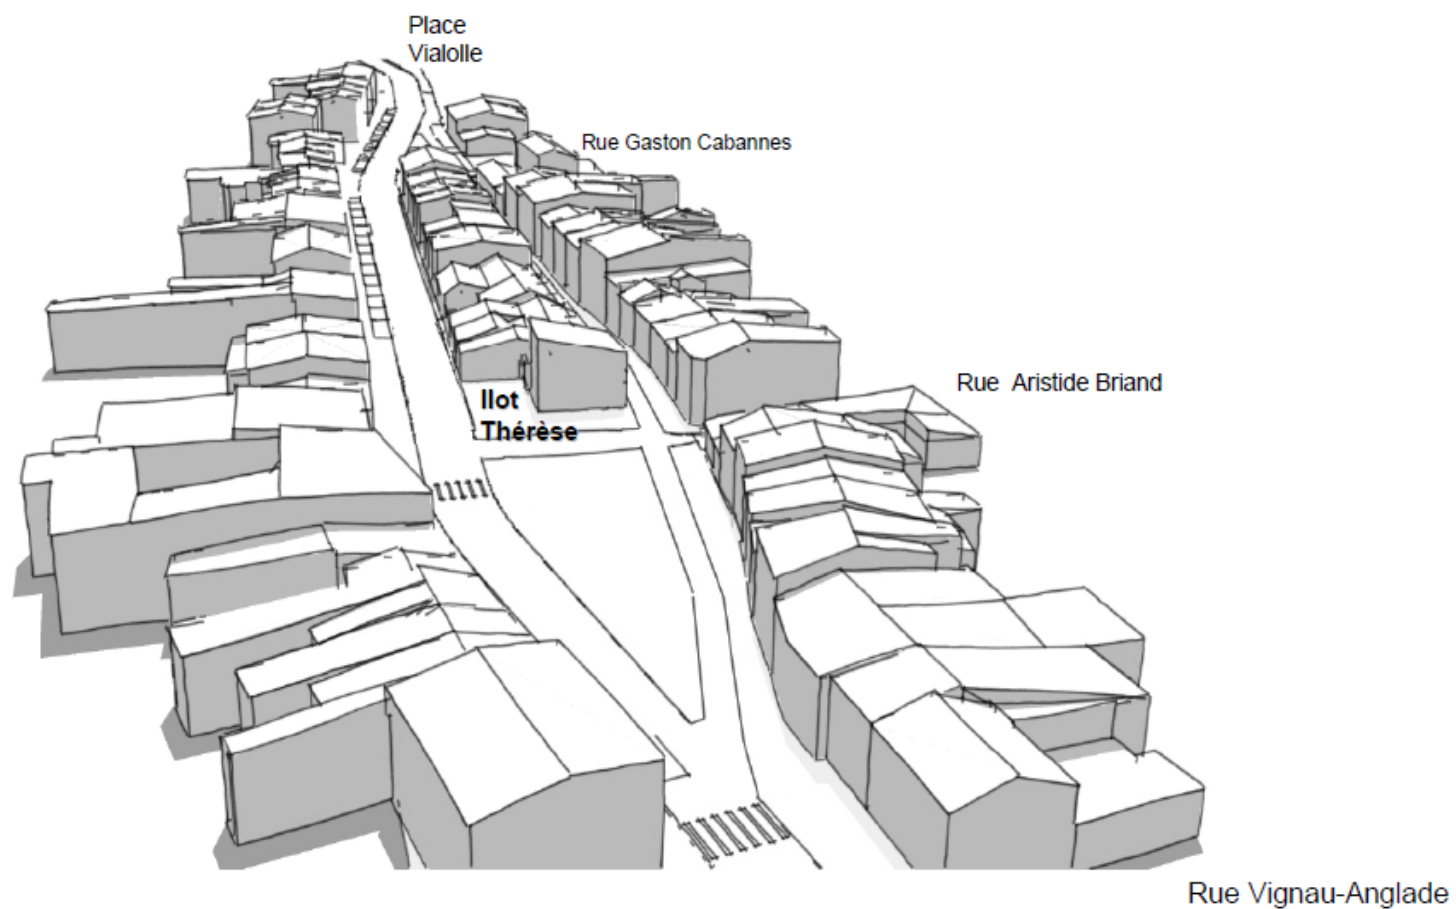 Place
Vialolle
Rue Gaston Cabannes
Rue Aristide Briand
Ilot
Thérèse
Rue Vignau-Anglade